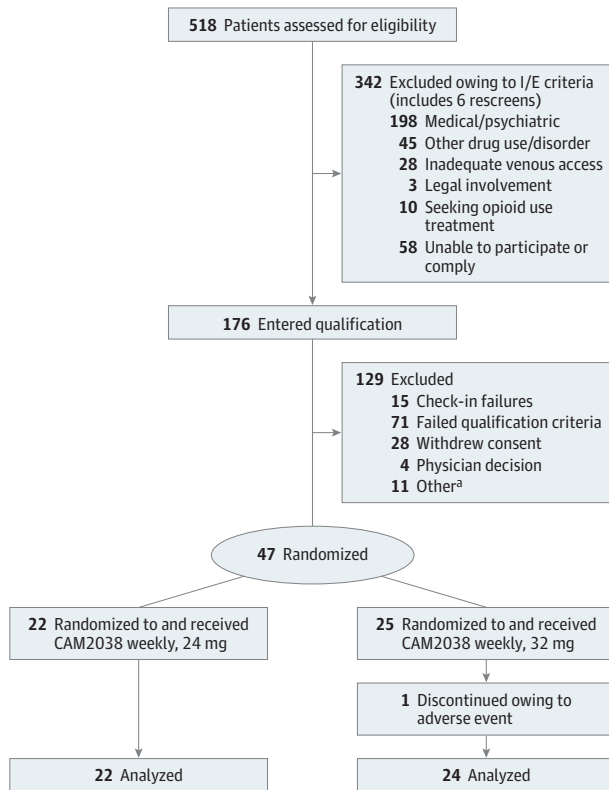 518 Patients assessed for eligibility
342 Excluded owing to I/E criteria
(includes 6 rescreens)
198 Medical/psychiatric
45 Other drug use/disorder
28 Inadequate venous access
3 Legal involvement
10 Seeking opioid use
treatment
58 Unable to participate or
comply
176 Entered qualification
129 Excluded
15 Check-in failures
71 Failed qualification criteria
28 Withdrew consent
4 Physician decision
11 Otherᵃ
47 Randomized
22 Randomized to and received
CAM2038 weekly, 24 mg
25 Randomized to and received
CAM2038 weekly, 32 mg
1 Discontinued owing to
adverse event
22 Analyzed
24 Analyzed